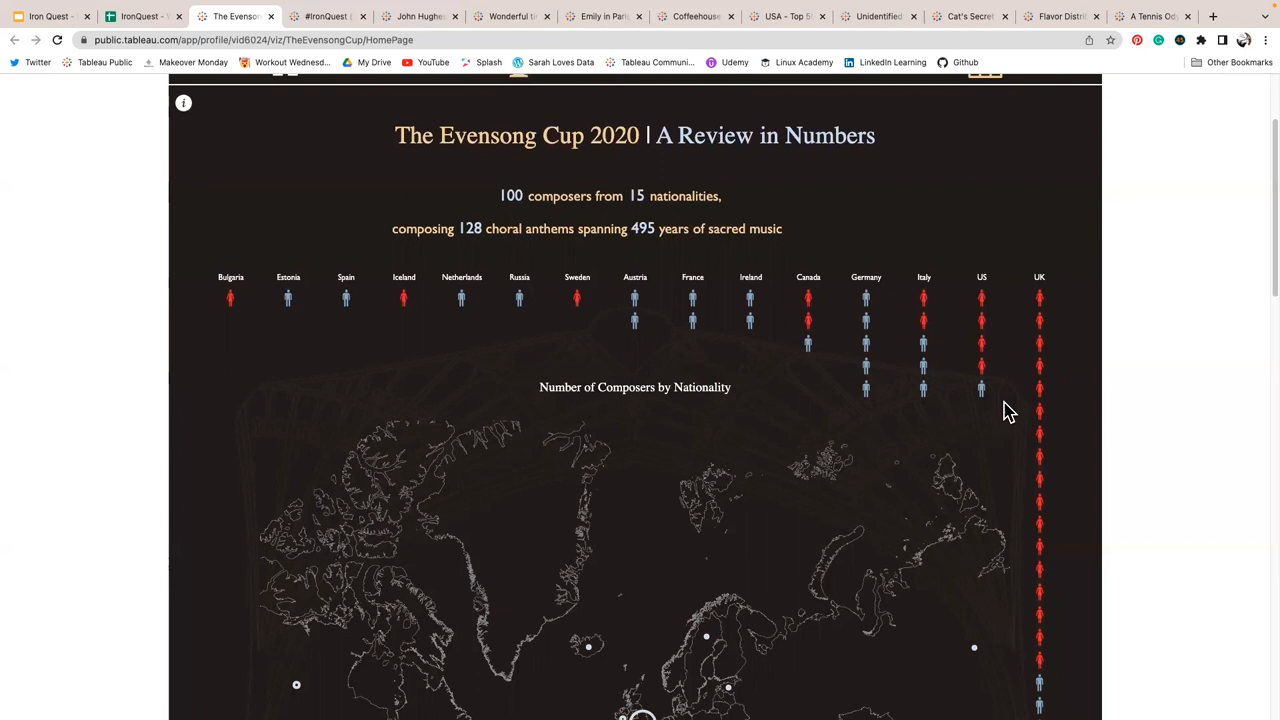 Iron Quest -
IronQuest - W
The Evenson
#IronQuest
John Hughes
Wonderful ti
Emily in Paris
Coffeehouse
USA - Top 5
Unidentified
Cat's Secret
Flavor Distri
A Tennis Od
public.tableau.com/app/profile/vid6024/viz/TheEvensongCup/HomePage
Twitter
Tableau Public
Makeover Monday
Workout Wednesd...
My Drive
YouTube
Splash
Sarah Loves Data
Tableau Communi...
Udemy
Linux Academy
LinkedIn Learning
Github
Other Bookmarks
i
The Evensong Cup 2020 | A Review in Numbers
100 composers from 15 nationalities,
composing 128 choral anthems spanning 495 years of sacred music
Bulgaria Estonia Spain Iceland Netherlands Russia Sweden Austria France Ireland Canada Germany Italy US UK
Number of Composers by Nationality